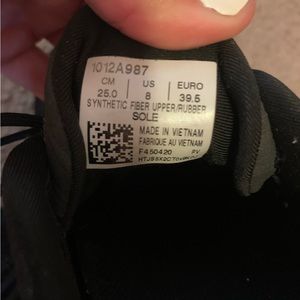 1012A987
CM US EURO
25.0 8 39.5
SYNTHETIC FIBER UPPER/RUBBER
SOLE
MADE IN VIETNAM
FABRIQUE AU VIETNAM
F450420 PV